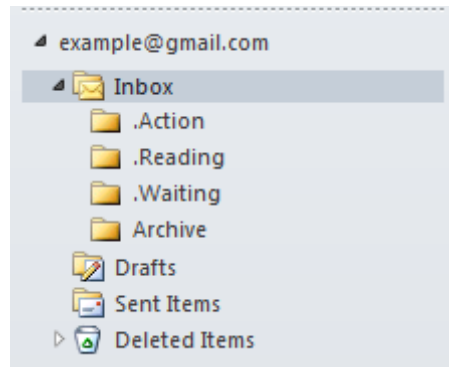 example@gmail.com
Inbox
.Action
.Reading
.Waiting
Archive
Drafts
Sent Items
Deleted Items